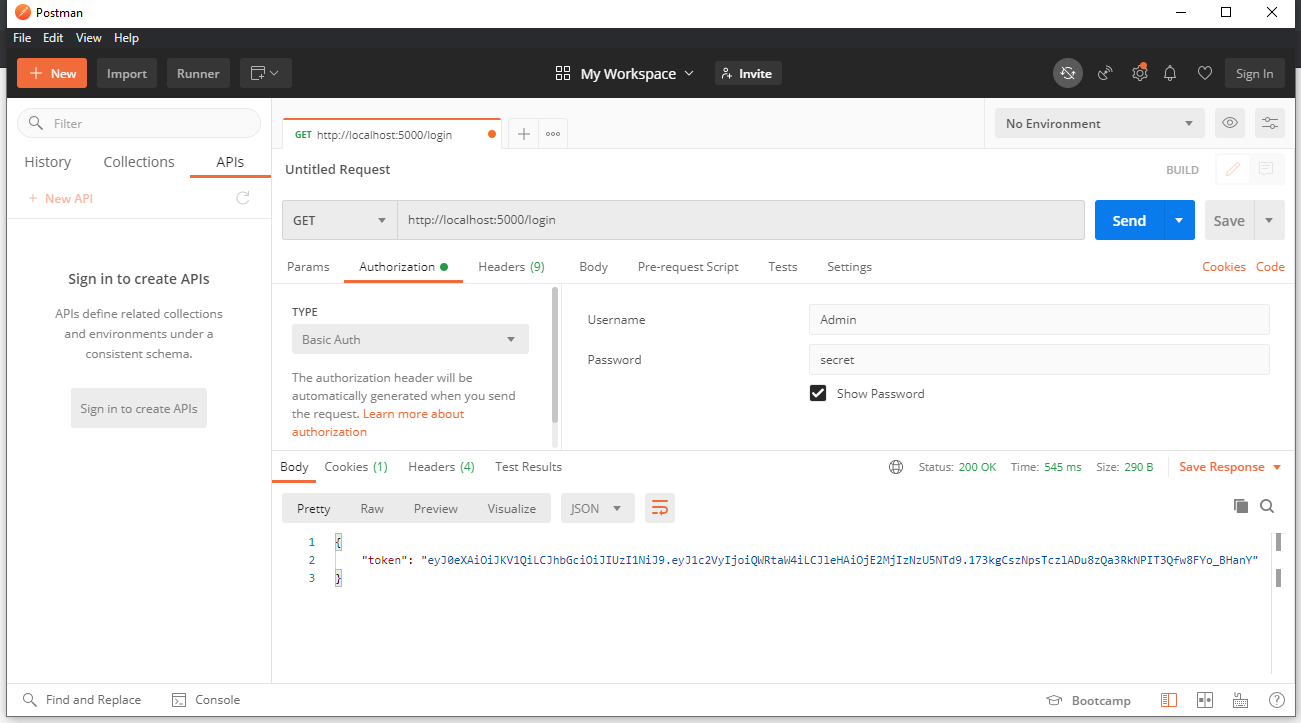 Postman
File Edit View Help
New Import Runner My Workspace Invite Sign In
Filter
History Collections APIs
+ New API
Sign in to create APIs
APIs define related collections
and environments under a
consistent schema.
Sign in to create APIs
GET http://localhost:5000/login
No Environment
Untitled Request
BUILD
GET http://localhost:5000/login Send Save
Params Authorization Headers (9) Body Pre-request Script Tests Settings Cookies Code
TYPE
Basic Auth
The authorization header will be
automatically generated when you send
the request. Learn more about
authorization
Username Admin
Password secret
Show Password
Body Cookies (1) Headers (4) Test Results Status: 200 OK Time: 545 ms Size: 290 B Save Response
Pretty Raw Preview Visualize JSON
1 {
2 "token": "eyJ0eXAiOiJKV1QiLCJhbGciOiJIUzI1NiJ9.eyJ1c2VyIjoiQWRtaW4iLCJleHAiOjE2MjIzNzU5NTd9.173kgCszNpsTczlADu8zQa3RkNPIT3Qfw8FYo_BHanY"
3 }
Find and Replace Console Bootcamp